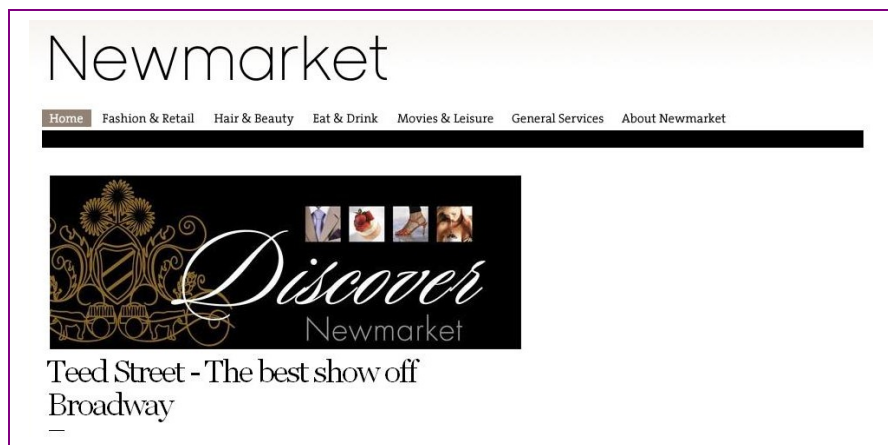 Newmarket
Home Fashion & Retail Hair & Beauty Eat & Drink Movies & Leisure General Services About Newmarket
Discover
Newmarket
Teed Street - The best show off
Broadway